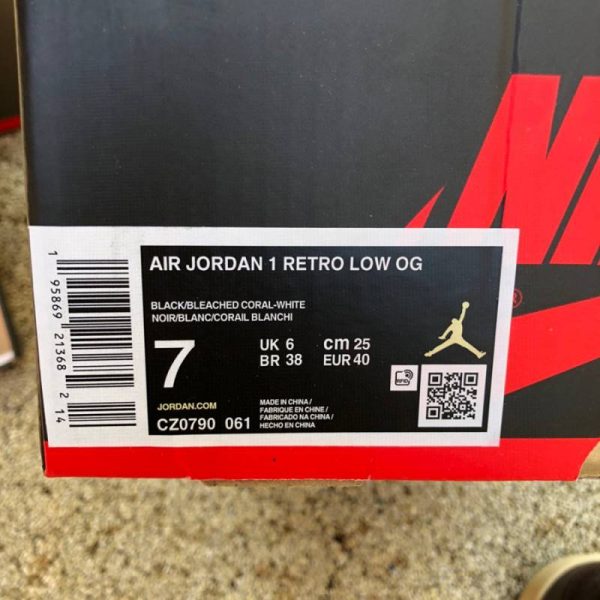 NI
®
AIR JORDAN 1 RETRO LOW OG
BLACK/BLEACHED CORAL-WHITE
NOIR/BLANC/CORAIL BLANCHI
7
UK 6 cm 25
BR 38 EUR 40
RFID
JORDAN.COM
CZ0790 061
MADE IN CHINA /
FABRIQUE EN CHINE /
FABRICADO NA CHINA /
HECHO EN CHINA
1 95869 21368 2 14